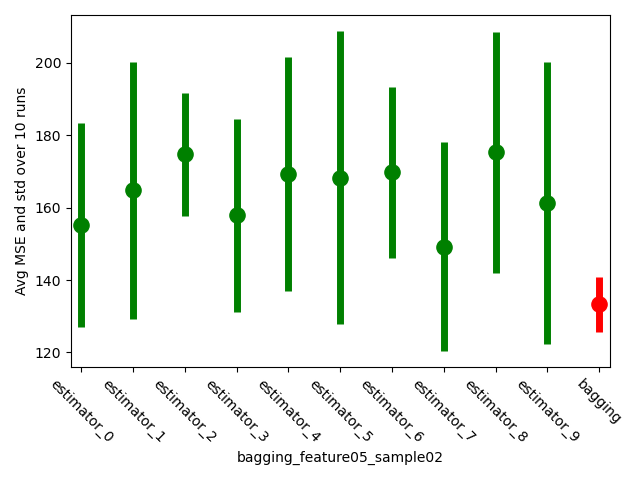 Avg MSE and std over 10 runs
200
180
160
140
120
estimator_0
estimator_1
estimator_2
estimator_3
estimator_4
estimator_5
estimator_6
estimator_7
estimator_8
estimator_9
bagging
bagging_feature05_sample02